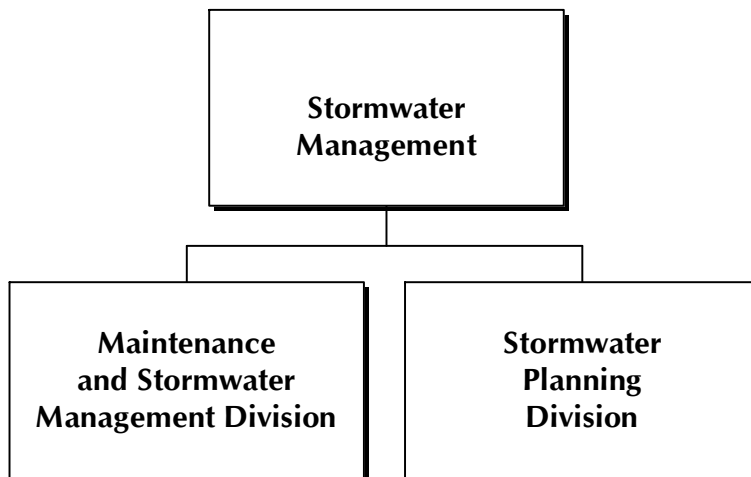 Stormwater
Management
Maintenance
and Stormwater
Management Division
Stormwater
Planning
Division